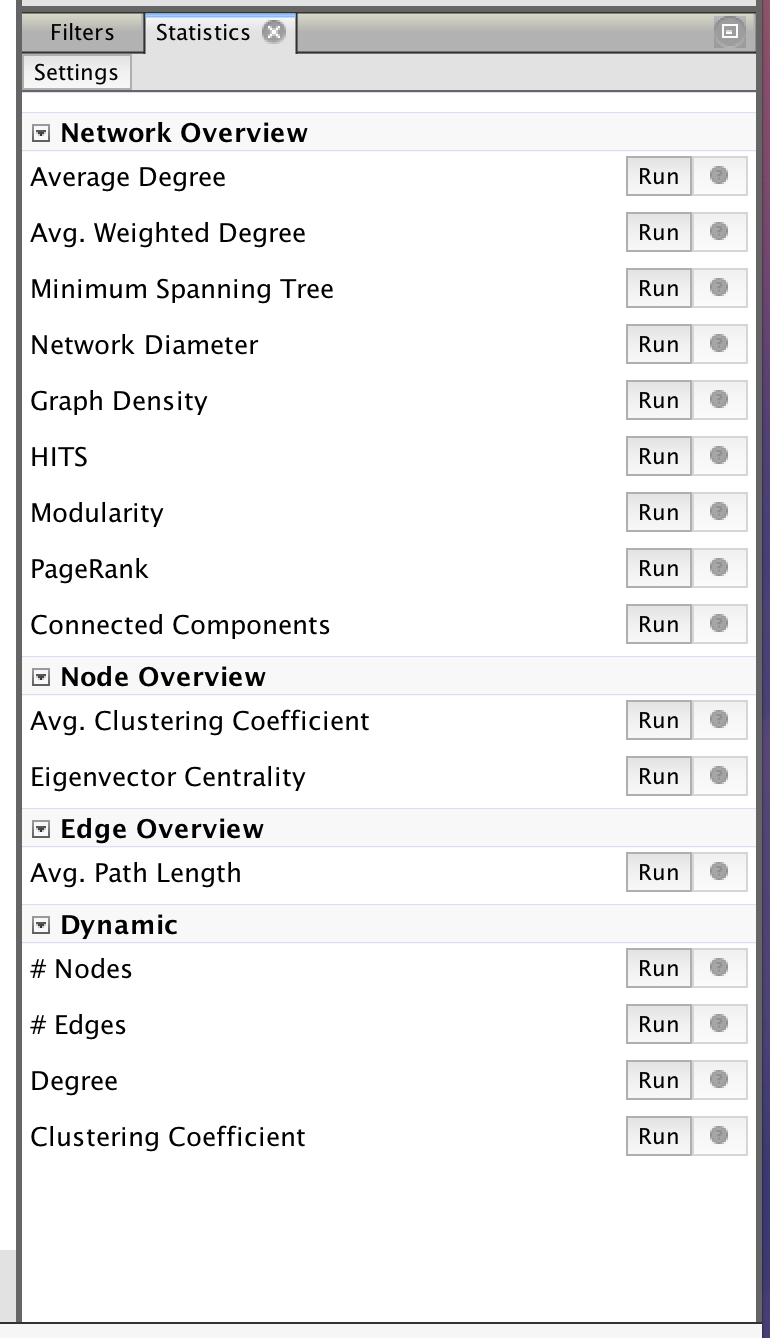 Filters Statistics
Settings
Network Overview
Average Degree Run ?
Avg. Weighted Degree Run ?
Minimum Spanning Tree Run ?
Network Diameter Run ?
Graph Density Run ?
HITS Run ?
Modularity Run ?
PageRank Run ?
Connected Components Run ?
Node Overview
Avg. Clustering Coefficient Run ?
Eigenvector Centrality Run ?
Edge Overview
Avg. Path Length Run ?
Dynamic
# Nodes Run ?
# Edges Run ?
Degree Run ?
Clustering Coefficient Run ?